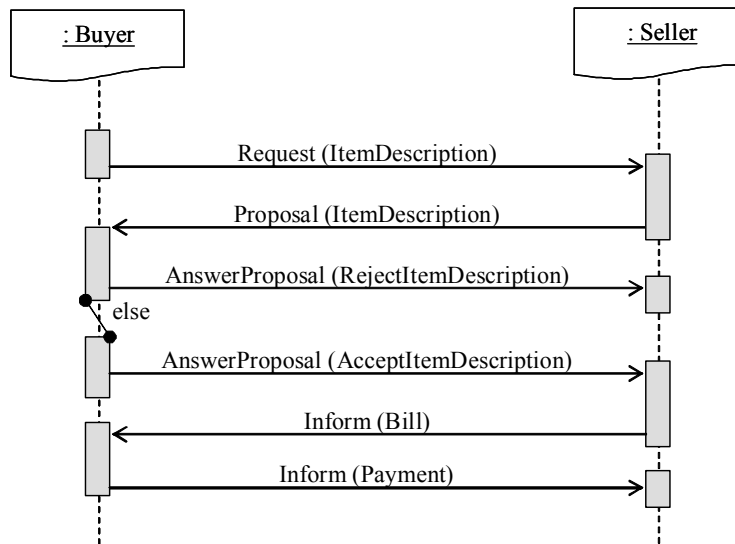 : Buyer
: Seller
Request (ItemDescription)
Proposal (ItemDescription)
AnswerProposal (RejectItemDescription)
else
AnswerProposal (AcceptItemDescription)
Inform (Bill)
Inform (Payment)